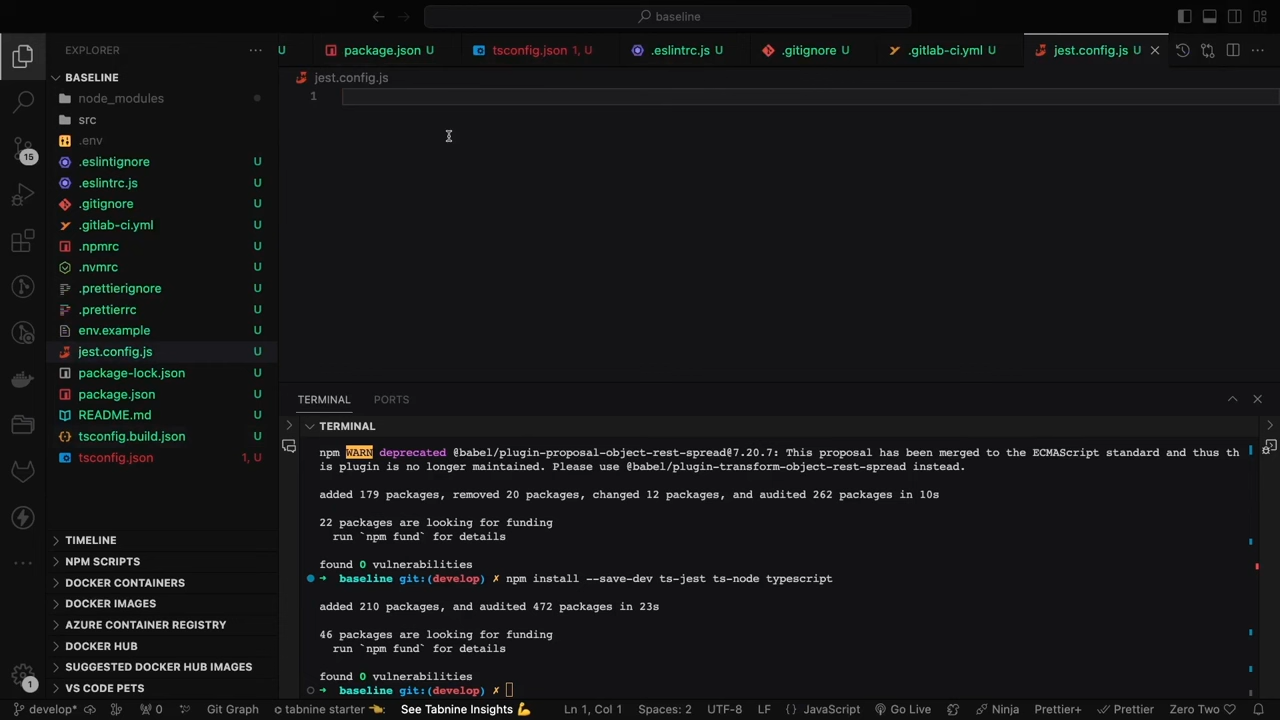 baseline
EXPLORER
U
package.json U
tsconfig.json 1, U
.eslintrc.js U
.gitignore U
.gitlab-ci.yml U
jest.config.js U
BASELINE
jest.config.js
node_modules
1
src
.env
.eslintignore U
.eslintrc.js U
.gitignore U
.gitlab-ci.yml U
.npmrc U
.nvmrc U
.prettierignore U
.prettierrc U
env.example U
jest.config.js U
package-lock.json U
package.json U
README.md U
tsconfig.build.json U
tsconfig.json 1, U
TIMELINE
NPM SCRIPTS
DOCKER CONTAINERS
DOCKER IMAGES
AZURE CONTAINER REGISTRY
DOCKER HUB
SUGGESTED DOCKER HUB IMAGES
VS CODE PETS
15
1
TERMINAL PORTS
TERMINAL
npm WARN deprecated @babel/plugin-proposal-object-rest-spread@7.20.7: This proposal has been merged to the ECMAScript standard and thus th
is plugin is no longer maintained. Please use @babel/plugin-transform-object-rest-spread instead.
added 179 packages, removed 20 packages, changed 12 packages, and audited 262 packages in 10s
22 packages are looking for funding
run `npm fund` for details
found 0 vulnerabilities
➜ baseline git:(develop) ✗ npm install --save-dev ts-jest ts-node typescript
added 210 packages, and audited 472 packages in 23s
46 packages are looking for funding
run `npm fund` for details
found 0 vulnerabilities
➜ baseline git:(develop) ✗
develop* 0 Git Graph tabnine starter See Tabnine Insights Ln 1, Col 1 Spaces: 2 UTF-8 LF {} JavaScript Go Live Ninja Prettier+ Prettier Zero Two